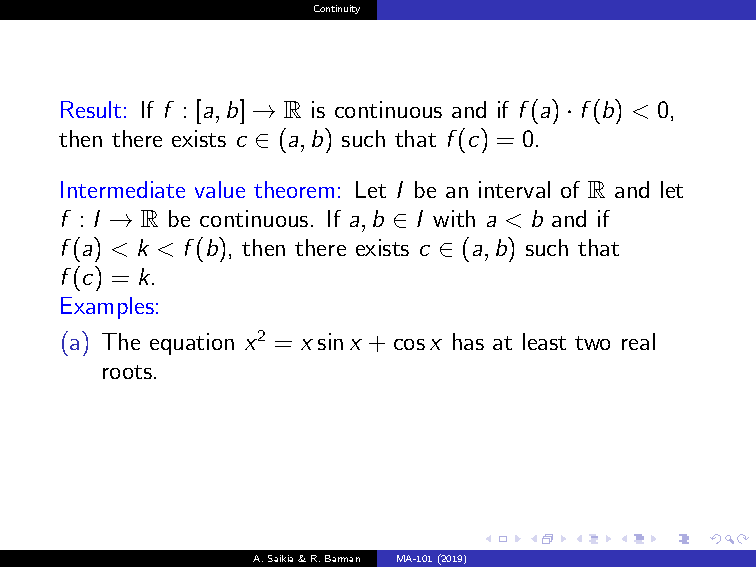 Continuity
Result: If f : [a, b] → ℝ is continuous and if f(a) · f(b) < 0,
then there exists c ∈ (a, b) such that f(c) = 0.
Intermediate value theorem: Let I be an interval of ℝ and let
f : I → ℝ be continuous. If a, b ∈ I with a < b and if
f(a) < k < f(b), then there exists c ∈ (a, b) such that
f(c) = k.
Examples:
(a) The equation x² = x sin x + cos x has at least two real
roots.
A. Saikia & R. Barman MA-101 (2019)